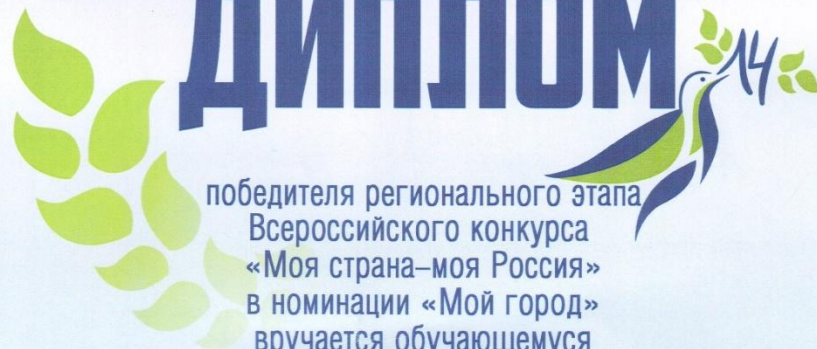 ДИПЛОМ
14
победителя регионального этапа
Всероссийского конкурса
«Моя страна–моя Россия»
в номинации «Мой город»
вручается обучающемуся